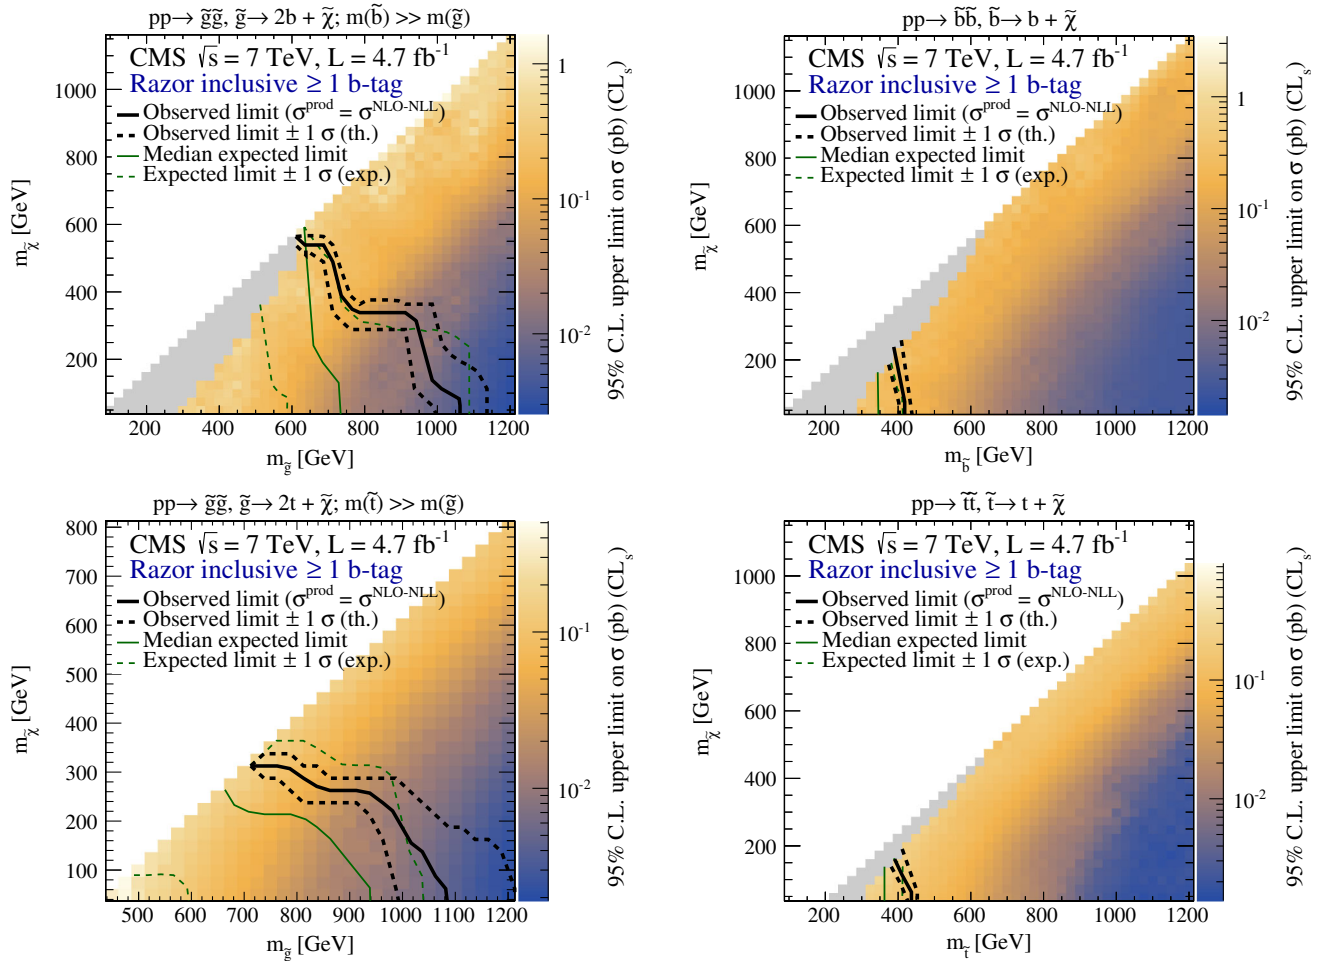 pp→ g̃g̃, g̃→ 2b + χ̃; m(b̃) >> m(g̃)
CMS √s = 7 TeV, L = 4.7 fb⁻¹
Razor inclusive ≥ 1 b-tag
Observed limit (σ^prod = σ^NLO-NLL)
Observed limit ± 1 σ (th.)
Median expected limit
Expected limit ± 1 σ (exp.)
1000
800
600
400
200
m_χ̃ [GeV]
200 400 600 800 1000 1200
m_g̃ [GeV]
1
10⁻¹
10⁻²
95% C.L. upper limit on σ (pb) (CL_s)
pp→ b̃b̃, b̃→ b + χ̃
CMS √s = 7 TeV, L = 4.7 fb⁻¹
Razor inclusive ≥ 1 b-tag
Observed limit (σ^prod = σ^NLO-NLL)
Observed limit ± 1 σ (th.)
Median expected limit
Expected limit ± 1 σ (exp.)
1000
800
600
400
200
m_χ̃ [GeV]
200 400 600 800 1000 1200
m_b̃ [GeV]
1
10⁻¹
10⁻²
95% C.L. upper limit on σ (pb) (CL_s)
pp→ g̃g̃, g̃→ 2t + χ̃; m(t̃) >> m(g̃)
CMS √s = 7 TeV, L = 4.7 fb⁻¹
Razor inclusive ≥ 1 b-tag
Observed limit (σ^prod = σ^NLO-NLL)
Observed limit ± 1 σ (th.)
Median expected limit
Expected limit ± 1 σ (exp.)
800
700
600
500
400
300
200
100
m_χ̃ [GeV]
500 600 700 800 900 1000 1100 1200
m_g̃ [GeV]
10⁻¹
10⁻²
95% C.L. upper limit on σ (pb) (CL_s)
pp→ t̃t̃, t̃→ t + χ̃
CMS √s = 7 TeV, L = 4.7 fb⁻¹
Razor inclusive ≥ 1 b-tag
Observed limit (σ^prod = σ^NLO-NLL)
Observed limit ± 1 σ (th.)
Median expected limit
Expected limit ± 1 σ (exp.)
1000
800
600
400
200
m_χ̃ [GeV]
200 400 600 800 1000 1200
m_t̃ [GeV]
10⁻¹
10⁻²
95% C.L. upper limit on σ (pb) (CL_s)